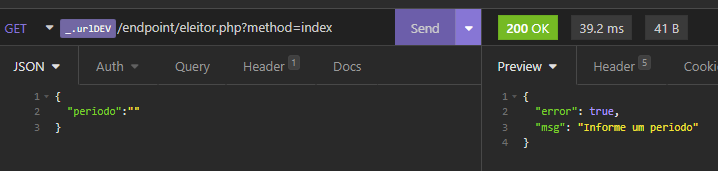 GET _.urlDEV /endpoint/eleitor.php?method=index Send 200 OK 39.2 ms 41 B
JSON Auth Query Header 1 Docs Preview Header 5 Cooki
1 {
2 "periodo":""
3 }
1 {
2 "error": true,
3 "msg": "Informe um periodo"
4 }